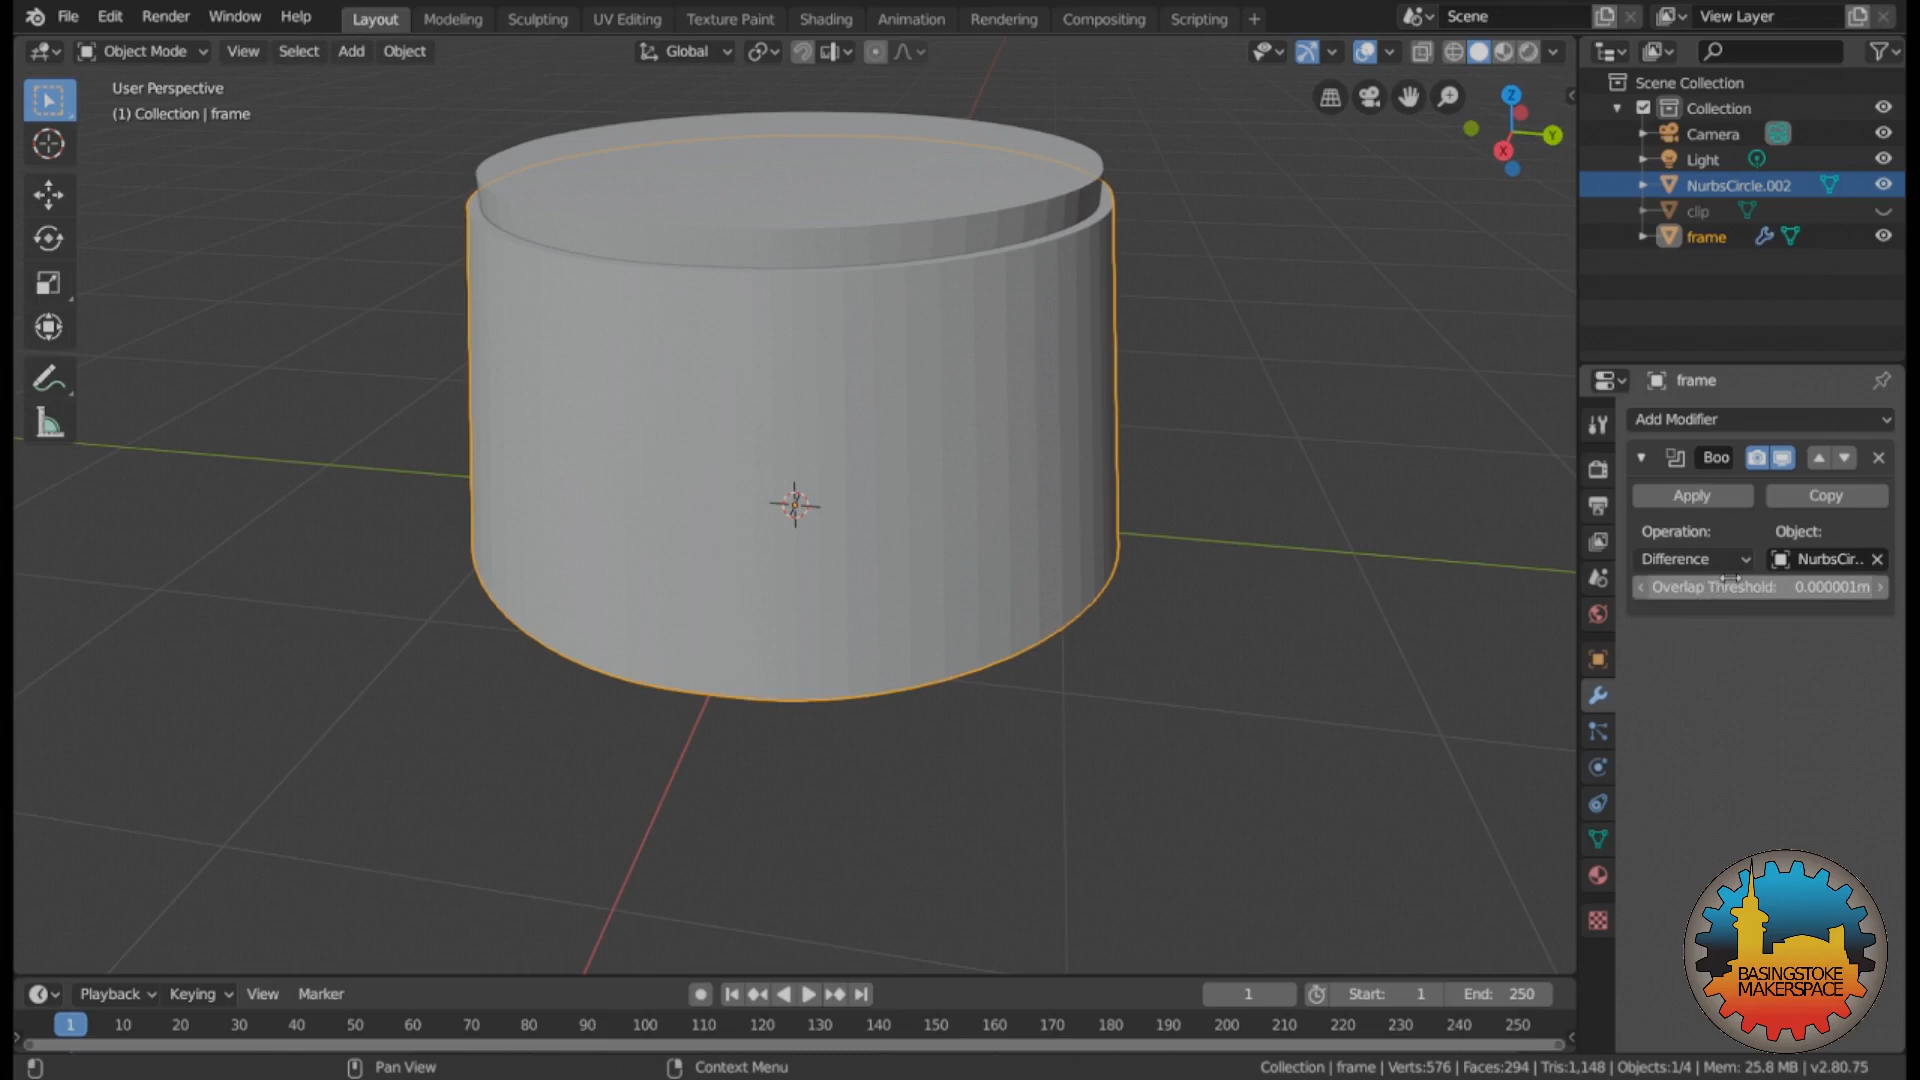 File Edit Render Window Help Layout Modeling Sculpting UV Editing Texture Paint Shading Animation Rendering Compositing Scripting + Scene View Layer
Object Mode View Select Add Object Global
User Perspective
(1) Collection | frame
Z
Y
X
Scene Collection
Collection
Camera
Light
NurbsCircle.002
clip
frame
frame
Add Modifier
Boo
Apply Copy
Operation: Object:
Difference NurbsCir..
Overlap Threshold: 0.000001m
BASINGSTOKE
MAKERSPACE
Playback Keying View Marker 1 Start: 1 End: 250
1 10 20 30 40 50 60 70 80 90 100 110 120 130 140 150 160 170 180 190 200 210 220 230 240 250
Pan View Context Menu Collection | frame | Verts:576 | Faces:294 | Tris:1,148 | Objects:1/4 | Mem: 25.8 MB | v2.80.75